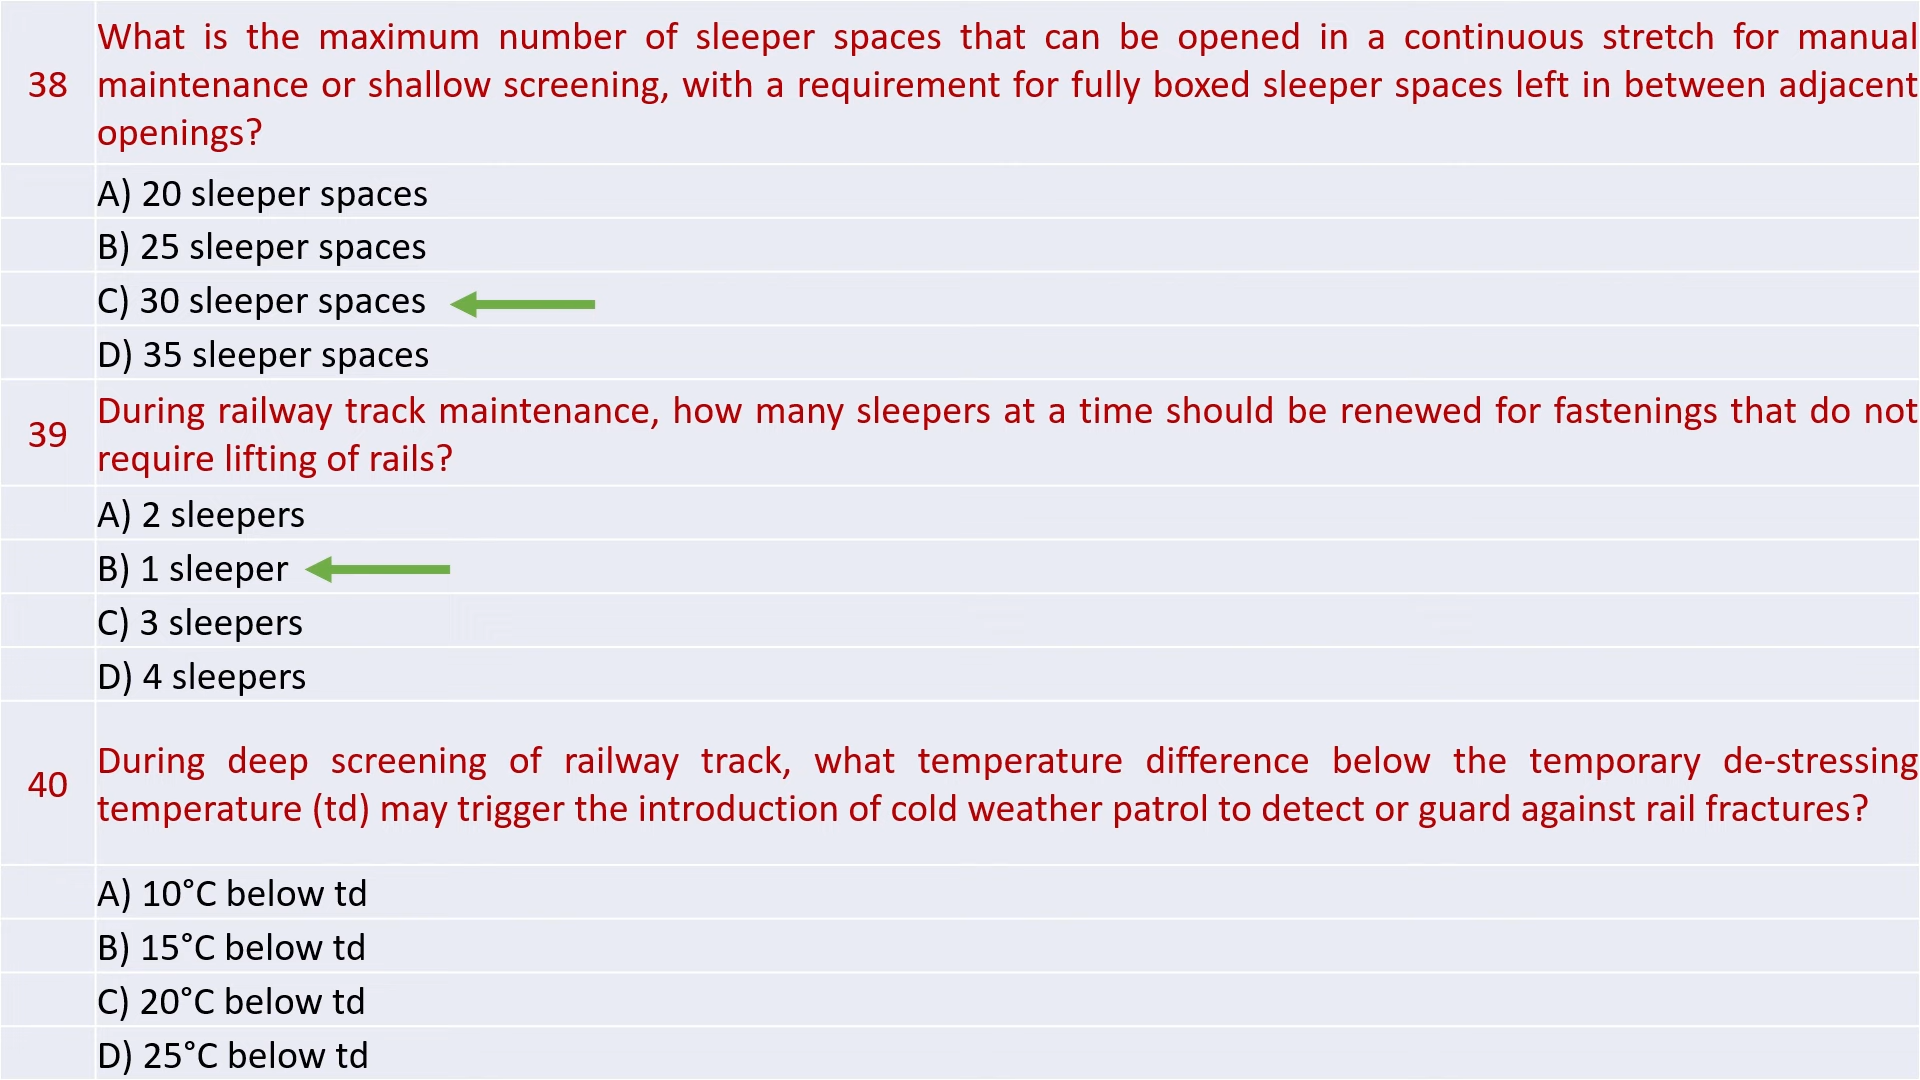 38
What is the maximum number of sleeper spaces that can be opened in a continuous stretch for manual
maintenance or shallow screening, with a requirement for fully boxed sleeper spaces left in between adjacent
openings?
A) 20 sleeper spaces
B) 25 sleeper spaces
C) 30 sleeper spaces
D) 35 sleeper spaces
39
During railway track maintenance, how many sleepers at a time should be renewed for fastenings that do not
require lifting of rails?
A) 2 sleepers
B) 1 sleeper
C) 3 sleepers
D) 4 sleepers
40
During deep screening of railway track, what temperature difference below the temporary de-stressing
temperature (td) may trigger the introduction of cold weather patrol to detect or guard against rail fractures?
A) 10°C below td
B) 15°C below td
C) 20°C below td
D) 25°C below td